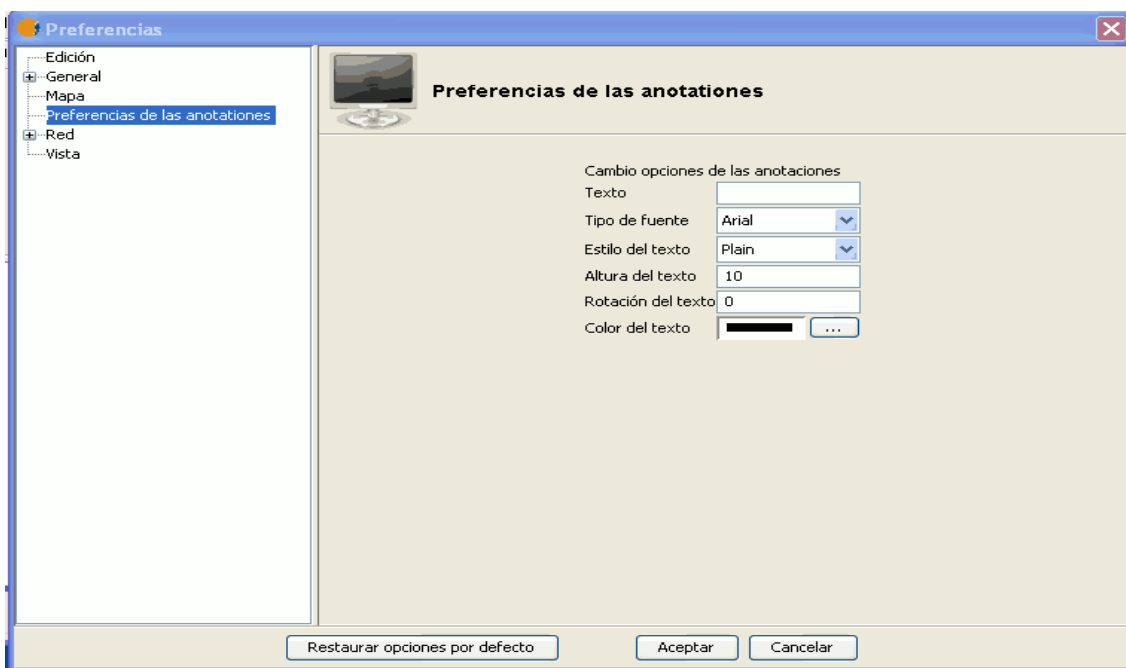 Preferencias
Edición
General
Mapa
Preferencias de las anotationes
Red
Vista
Preferencias de las anotationes
Cambio opciones de las anotaciones
Texto
Tipo de fuente Arial
Estilo del texto Plain
Altura del texto 10
Rotación del texto 0
Color del texto ...
Restaurar opciones por defecto Aceptar Cancelar